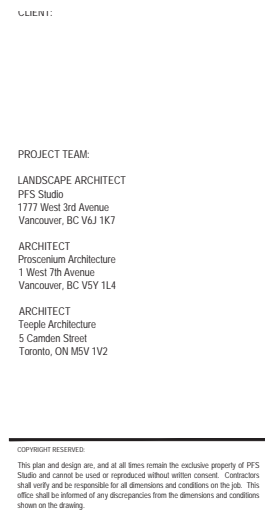 CLIENT:
PROJECT TEAM:
LANDSCAPE ARCHITECT
PFS Studio
1777 West 3rd Avenue
Vancouver, BC V6J 1K7
ARCHITECT
Proscenium Architecture
1 West 7th Avenue
Vancouver, BC V5Y 1L4
ARCHITECT
Teeple Architecture
5 Camden Street
Toronto, ON M5V 1V2
COPYRIGHT RESERVED:
This plan and design are, and at all times remain the exclusive property of PFS
Studio and cannot be used or reproduced without written consent. Contractors
shall verify and be responsible for all dimensions and conditions on the job. This
office shall be informed of any discrepancies from the dimensions and conditions
shown on the drawing.